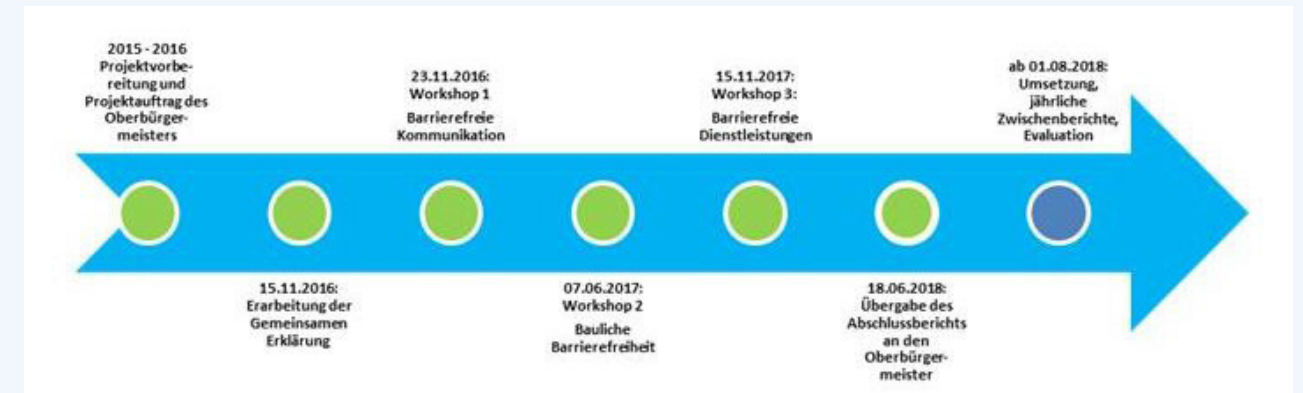 2015 - 2016
Projektvorbe-
reitung und
Projektauftrag des
Oberbürger-
meisters
15.11.2016:
Erarbeitung der
Gemeinsamen
Erklärung
23.11.2016:
Workshop 1
Barrierefreie
Kommunikation
07.06.2017:
Workshop 2
Bauliche
Barrierefreiheit
15.11.2017:
Workshop 3:
Barrierefreie
Dienstleistungen
18.06.2018:
Übergabe des
Abschlussberichts
an den
Oberbürger-
meister
ab 01.08.2018:
Umsetzung,
jährliche
Zwischenberichte,
Evaluation